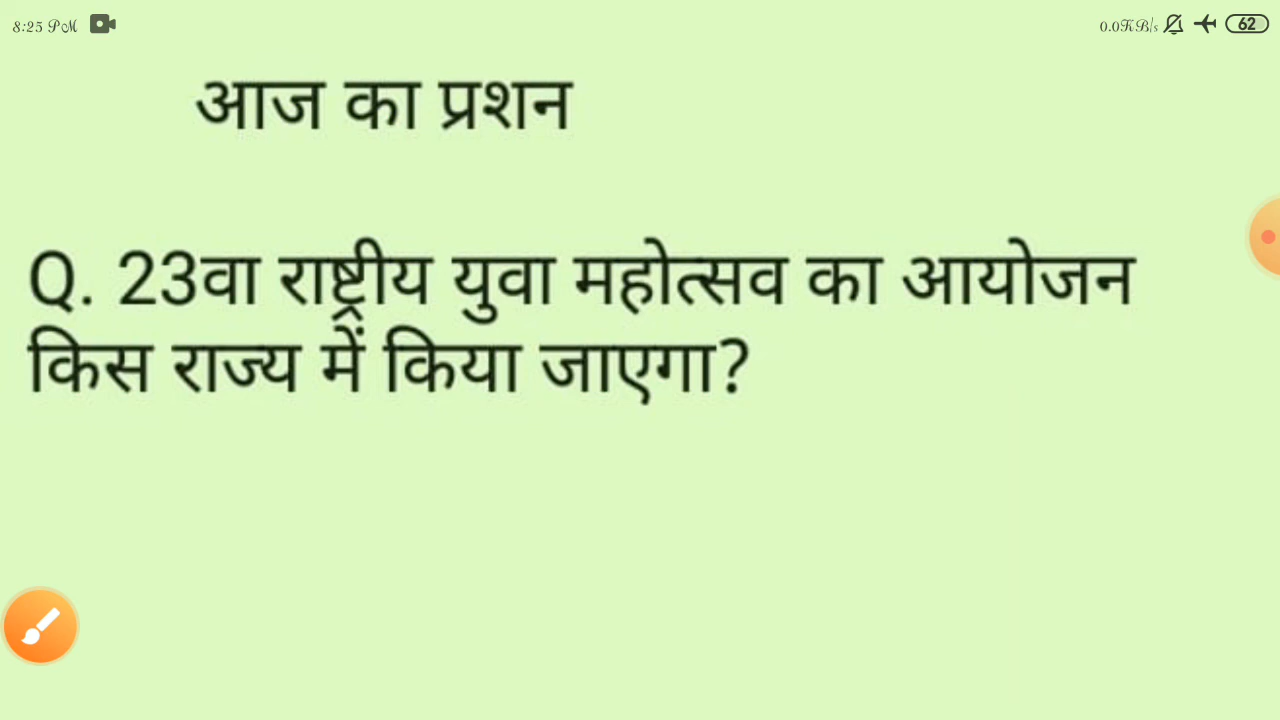 8:25 PM
0.0KB/s
62
आज का प्रशन
Q. 23वा राष्ट्रीय युवा महोत्सव का आयोजन
किस राज्य में किया जाएगा?